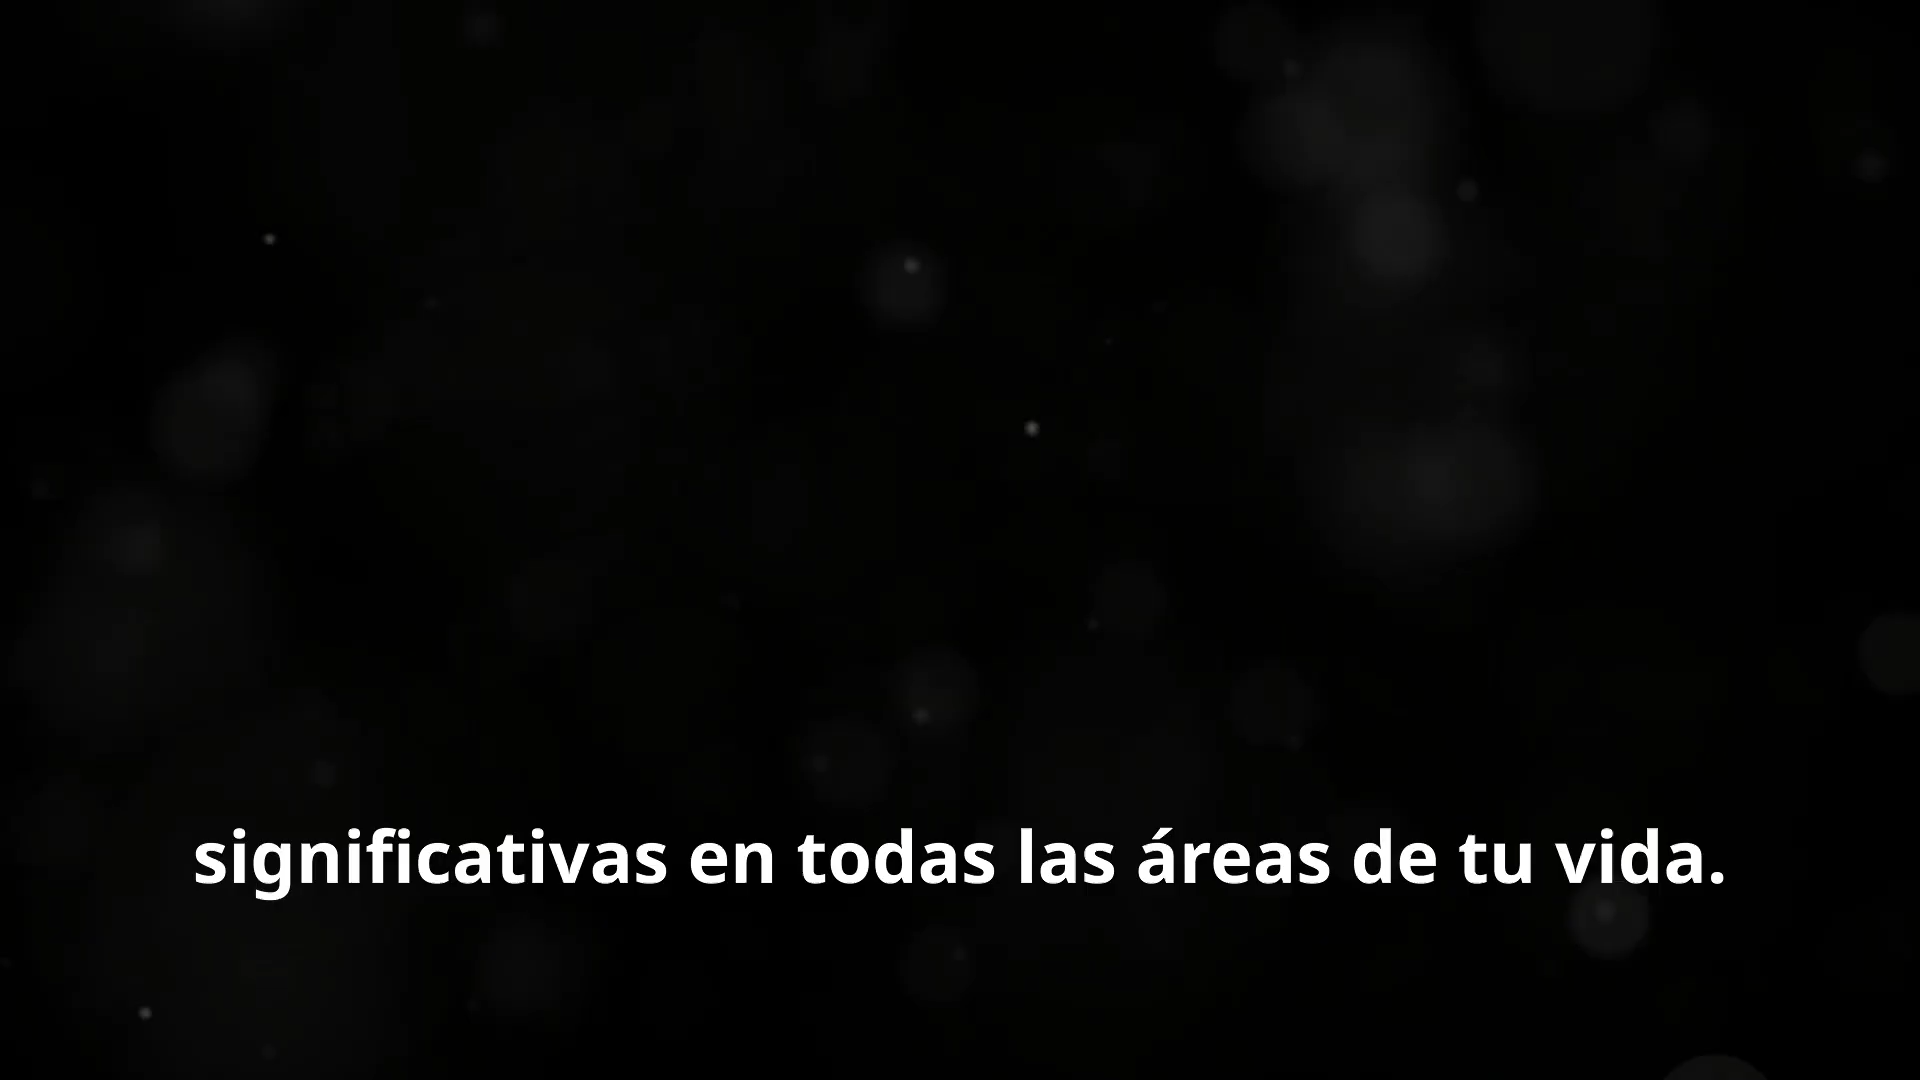 significativas en todas las áreas de tu vida.